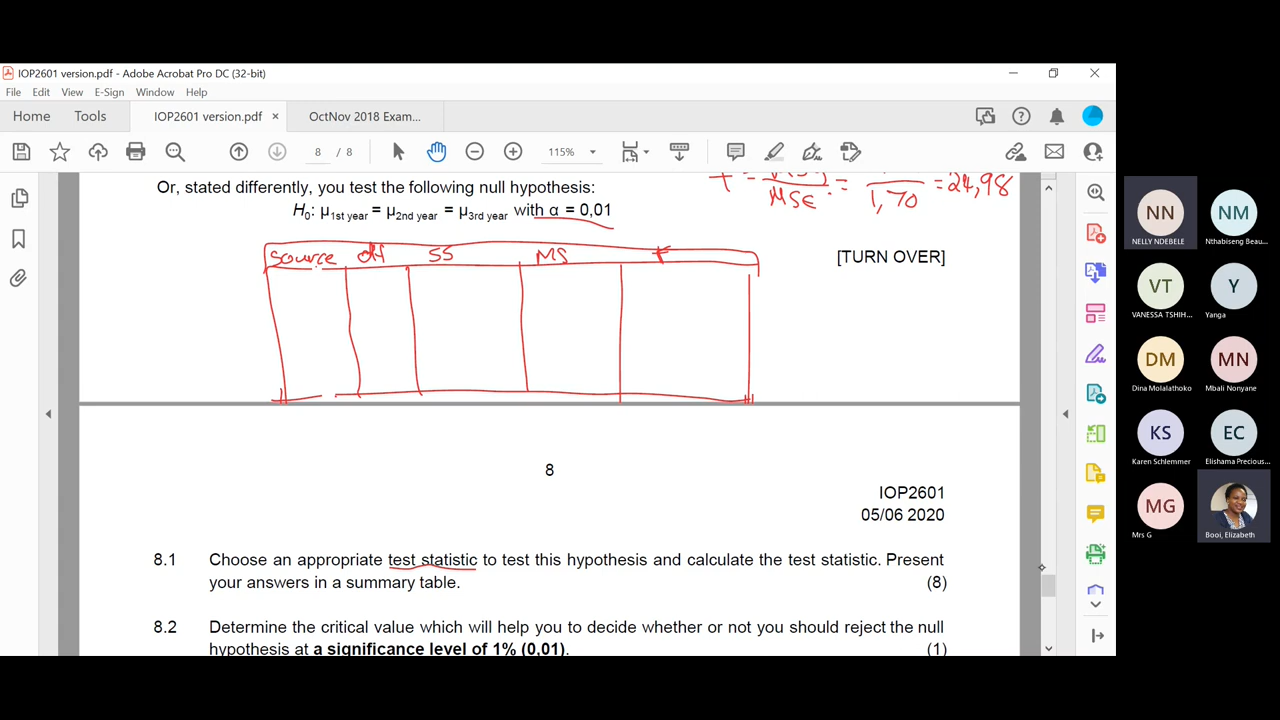 IOP2601 version.pdf - Adobe Acrobat Pro DC (32-bit)
File Edit View E-Sign Window Help
Home Tools IOP2601 version.pdf × OctNov 2018 Exam...
8 / 8 115%
Or, stated differently, you test the following null hypothesis:
H₀: µ1st year = µ2nd year = µ3rd year with α = 0,01
MSE = 1,70 = 24,98
source df SS MS F
[TURN OVER]
8
IOP2601
05/06 2020
8.1 Choose an appropriate test statistic to test this hypothesis and calculate the test statistic. Present
your answers in a summary table. (8)
8.2 Determine the critical value which will help you to decide whether or not you should reject the null
hypothesis at a significance level of 1% (0,01). (1)
NN NM
NELLY NDEBELE Nthabiseng Beau...
VT Y
VANESSA TSHIH... Yanga
DM MN
Dina Molalathoko Mbali Nonyane
KS EC
Karen Schlemmer Elishama Precious...
MG
Mrs G Booi, Elizabeth